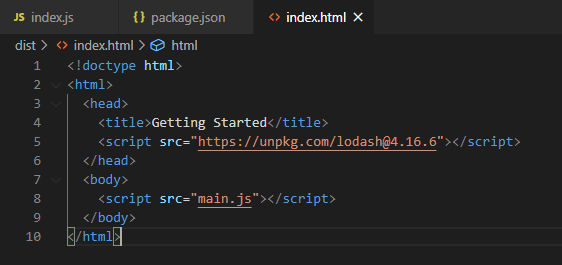 JS index.js { } package.json <> index.html ×
dist > <> index.html > html
1 <!doctype html>
2 <html>
3 <head>
4 <title>Getting Started</title>
5 <script src="https://unpkg.com/lodash@4.16.6"></script>
6 </head>
7 <body>
8 <script src="main.js"></script>
9 </body>
10 </html>